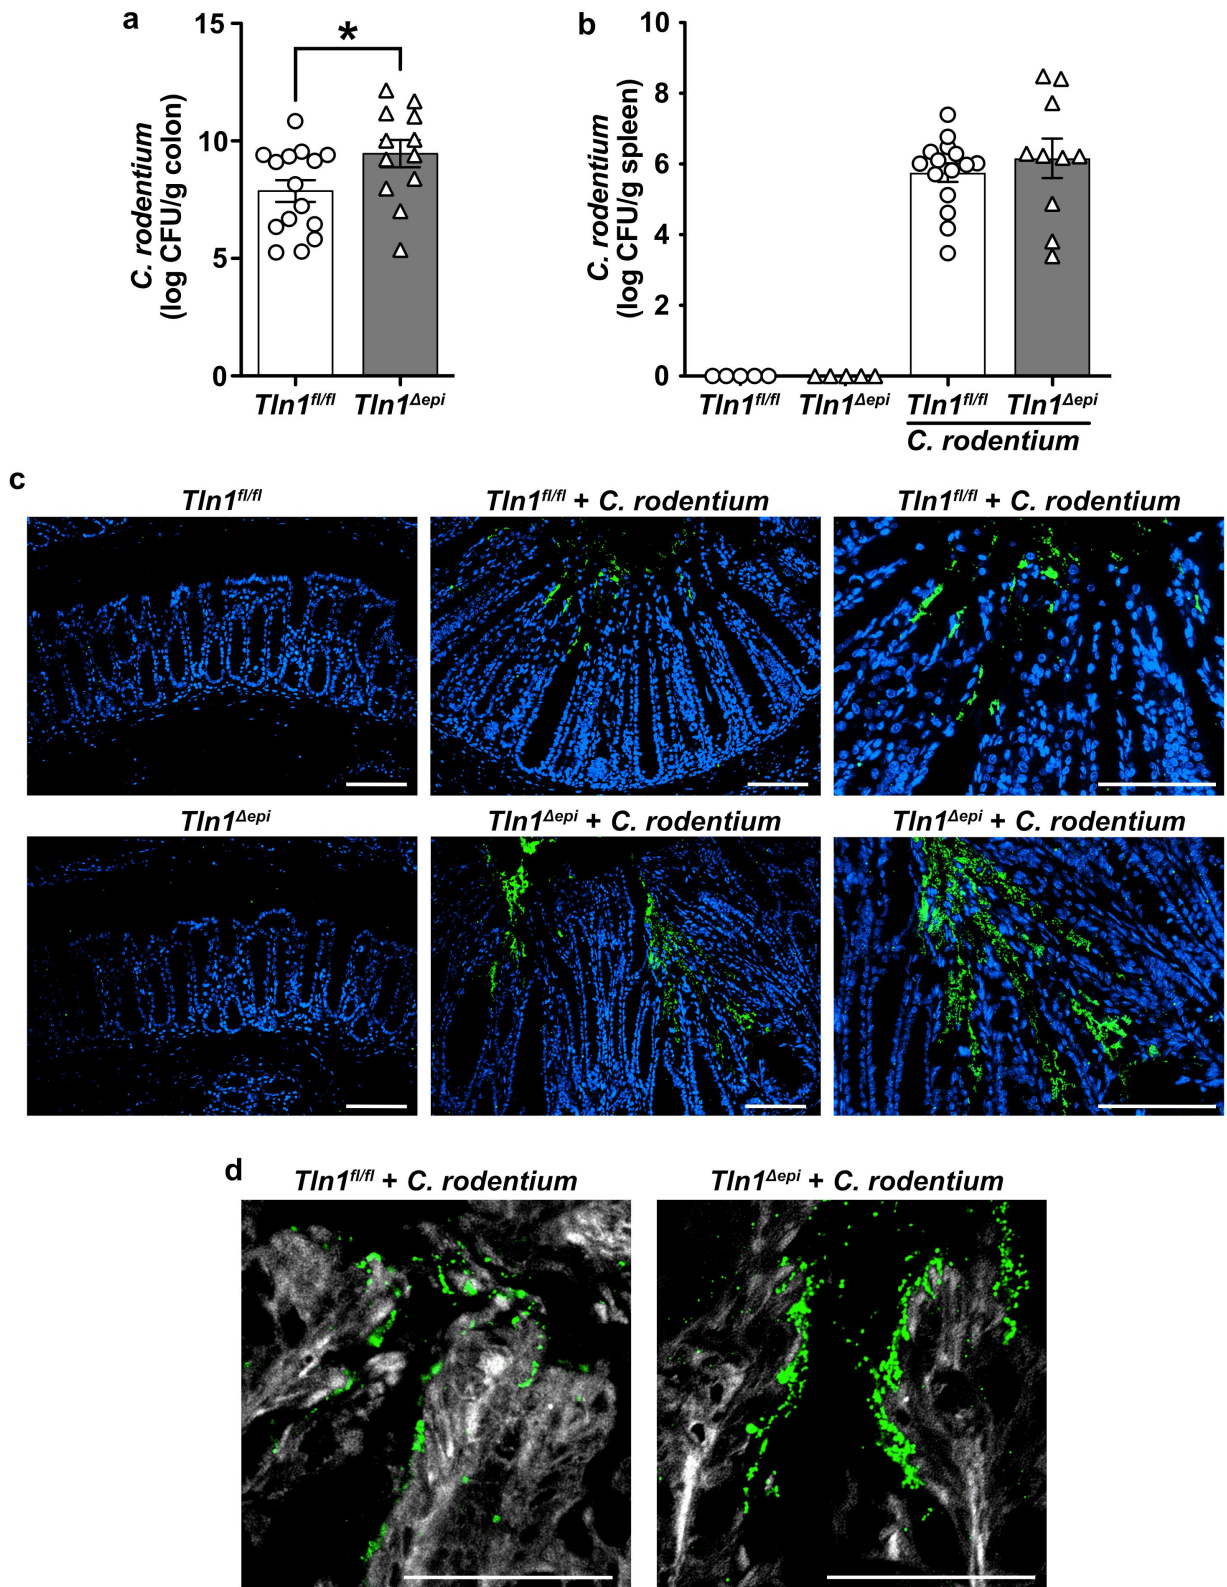 a
15
10
5
0
C. rodentium
(log CFU/g colon)
*
Tln1fl/fl
Tln1Δepi
b
10
8
6
4
2
0
C. rodentium
(log CFU/g spleen)
Tln1fl/fl
Tln1Δepi
Tln1fl/fl
Tln1Δepi
C. rodentium
c
Tln1fl/fl
Tln1fl/fl + C. rodentium
Tln1fl/fl + C. rodentium
Tln1Δepi
Tln1Δepi + C. rodentium
Tln1Δepi + C. rodentium
d
Tln1fl/fl + C. rodentium
Tln1Δepi + C. rodentium